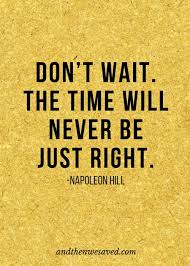 DON'T WAIT.
THE TIME WILL
NEVER BE
JUST RIGHT.
-NAPOLEON HILL
andthenwesaved.com